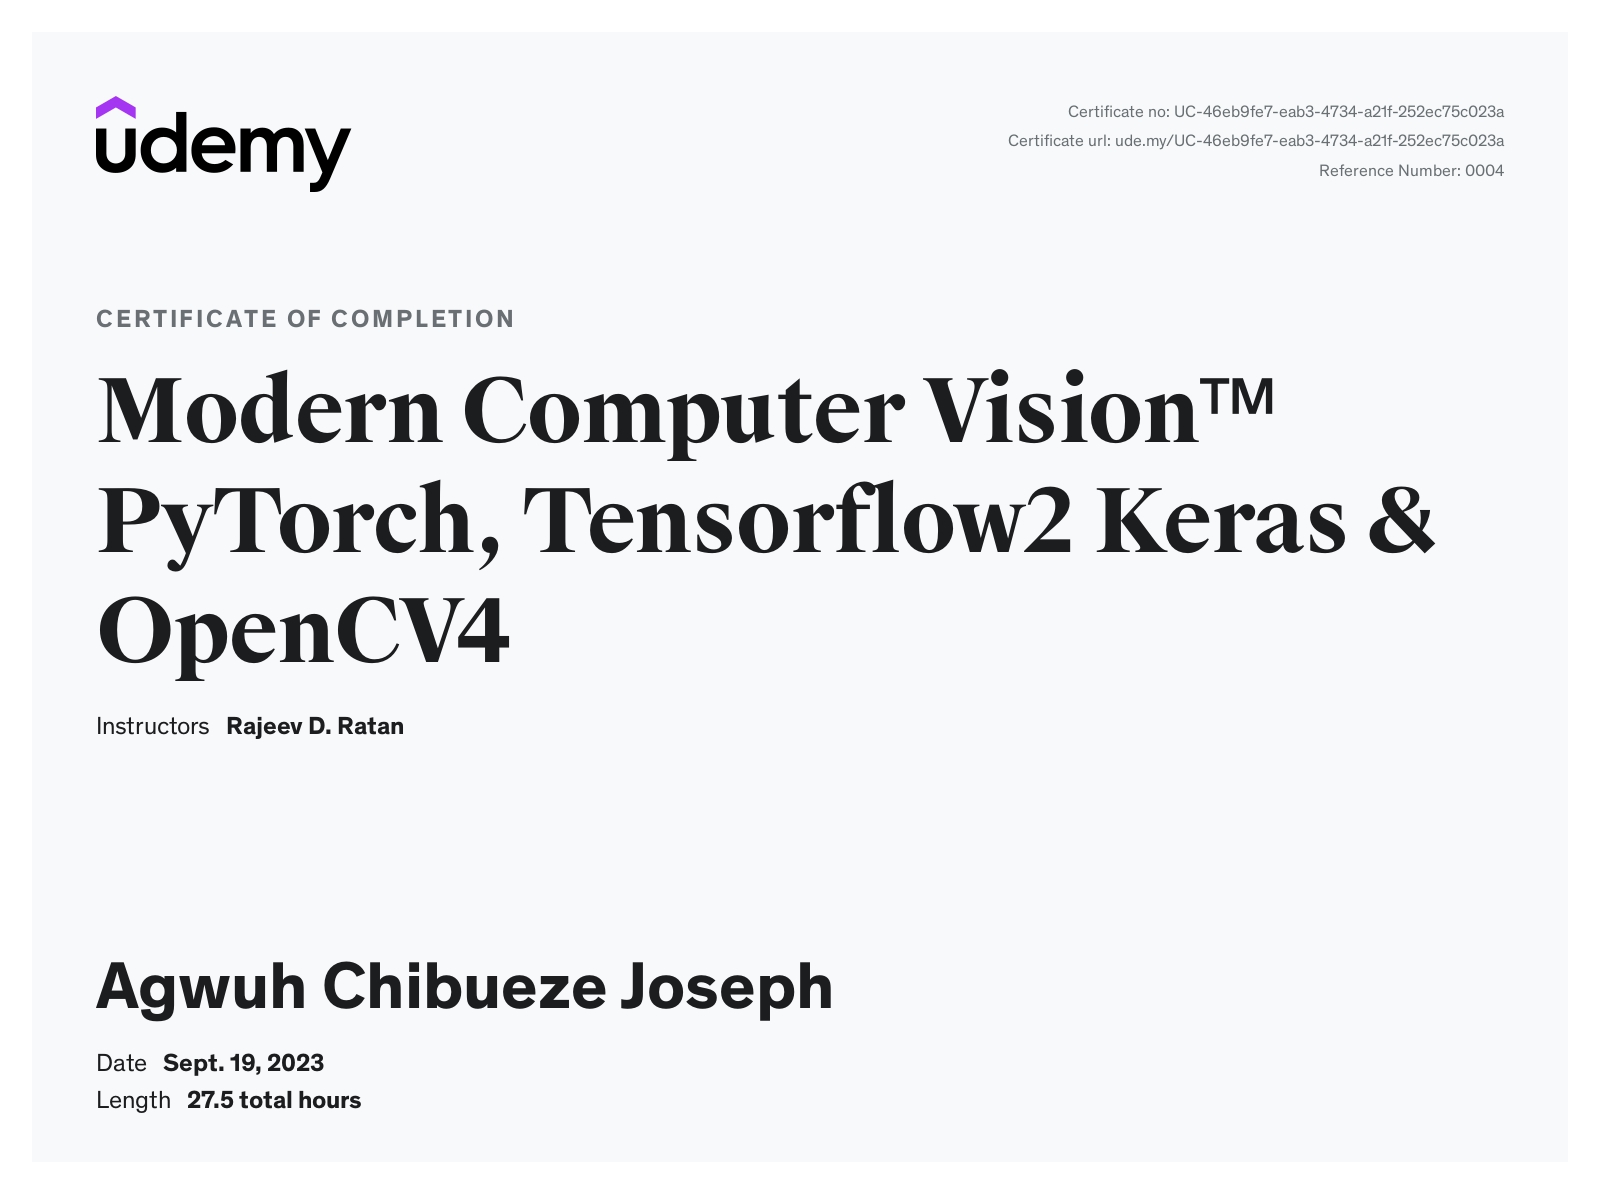 udemy
Certificate no: UC-46eb9fe7-eab3-4734-a21f-252ec75c023a
Certificate url: ude.my/UC-46eb9fe7-eab3-4734-a21f-252ec75c023a
Reference Number: 0004
CERTIFICATE OF COMPLETION
Modern Computer Vision™
PyTorch, Tensorflow2 Keras &
OpenCV4
Instructors Rajeev D. Ratan
Agwuh Chibueze Joseph
Date Sept. 19, 2023
Length 27.5 total hours